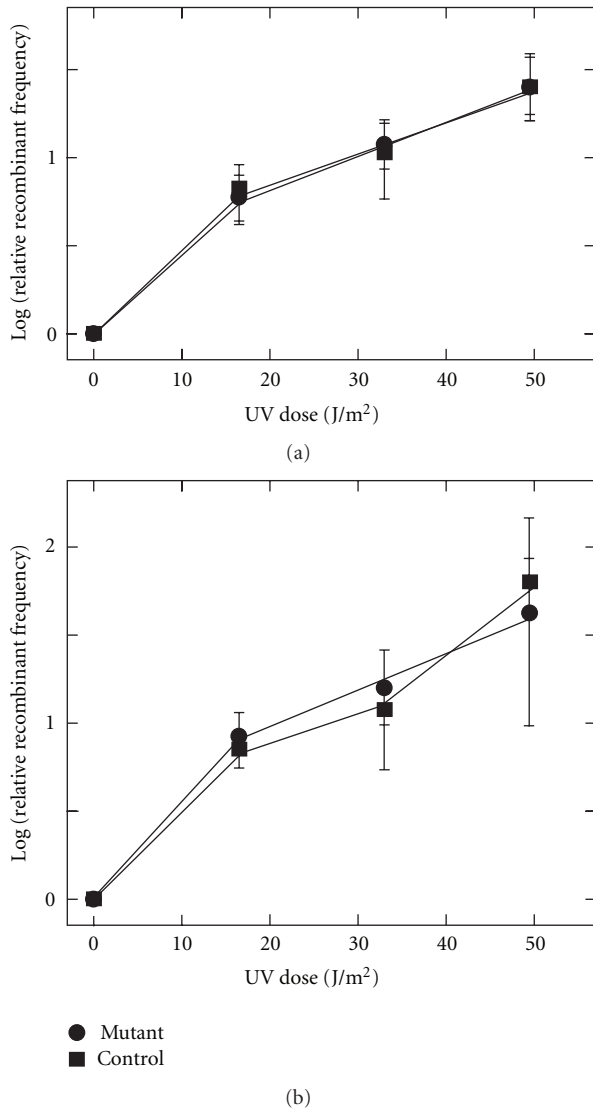 1
0
Log (relative recombinant frequency)
0 10 20 30 40 50
UV dose (J/m²)
(a)
2
1
0
Log (relative recombinant frequency)
0 10 20 30 40 50
UV dose (J/m²)
Mutant
Control
(b)